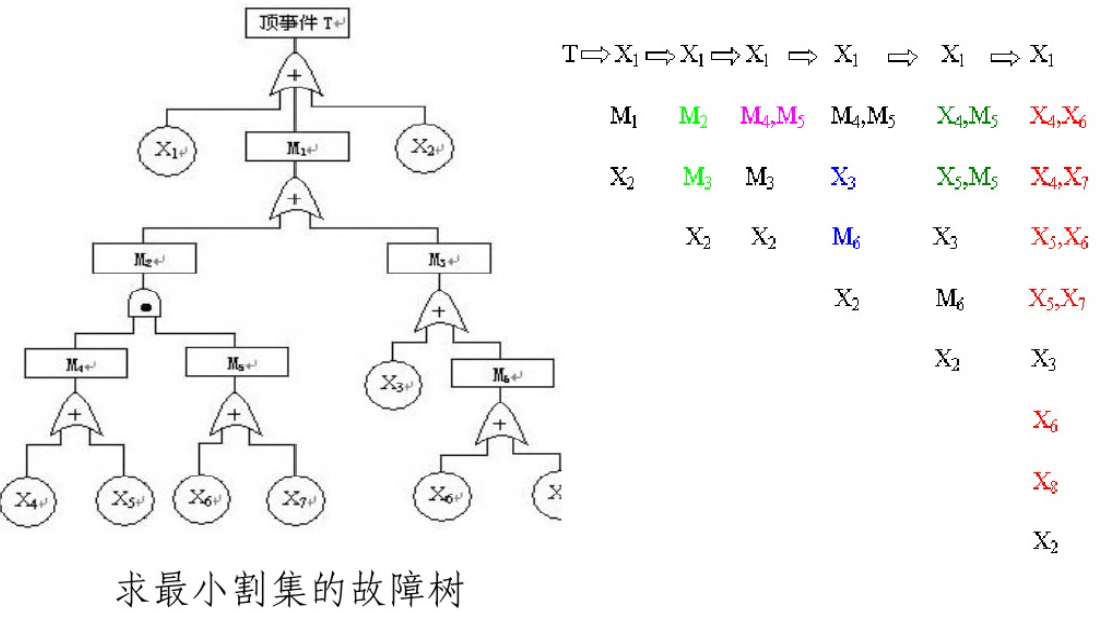 顶事件 T↵
+
X₁↵
M₁↵
X₂↵
+
M₂↵
M₃↵
+
M₄↵
M₅↵
X₃↵
M₆↵
+
+
+
X₄↵
X₅↵
X₆↵
X₇↵
X₆↵
X
求最小割集的故障树
T⇨X₁⇨X₁⇨X₁ ⇨ X₁ ⇨ X₁ ⇨ X₁
M₁ M₂ M₄,M₅ M₄,M₅ X₄,M₅ X₄,X₆
X₂ M₃ M₃ X₃ X₅,M₅ X₄,X₇
X₂ X₂ M₆ X₃ X₅,X₆
X₂ M₆ X₅,X₇
X₂ X₃
X₆
X₈
X₂